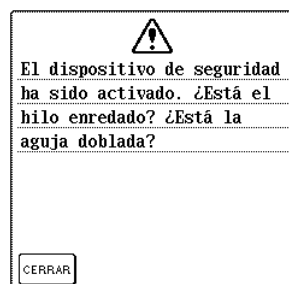 El dispositivo de seguridad
ha sido activado. ¿Está el
hilo enredado? ¿Está la
aguja doblada?
CERRAR